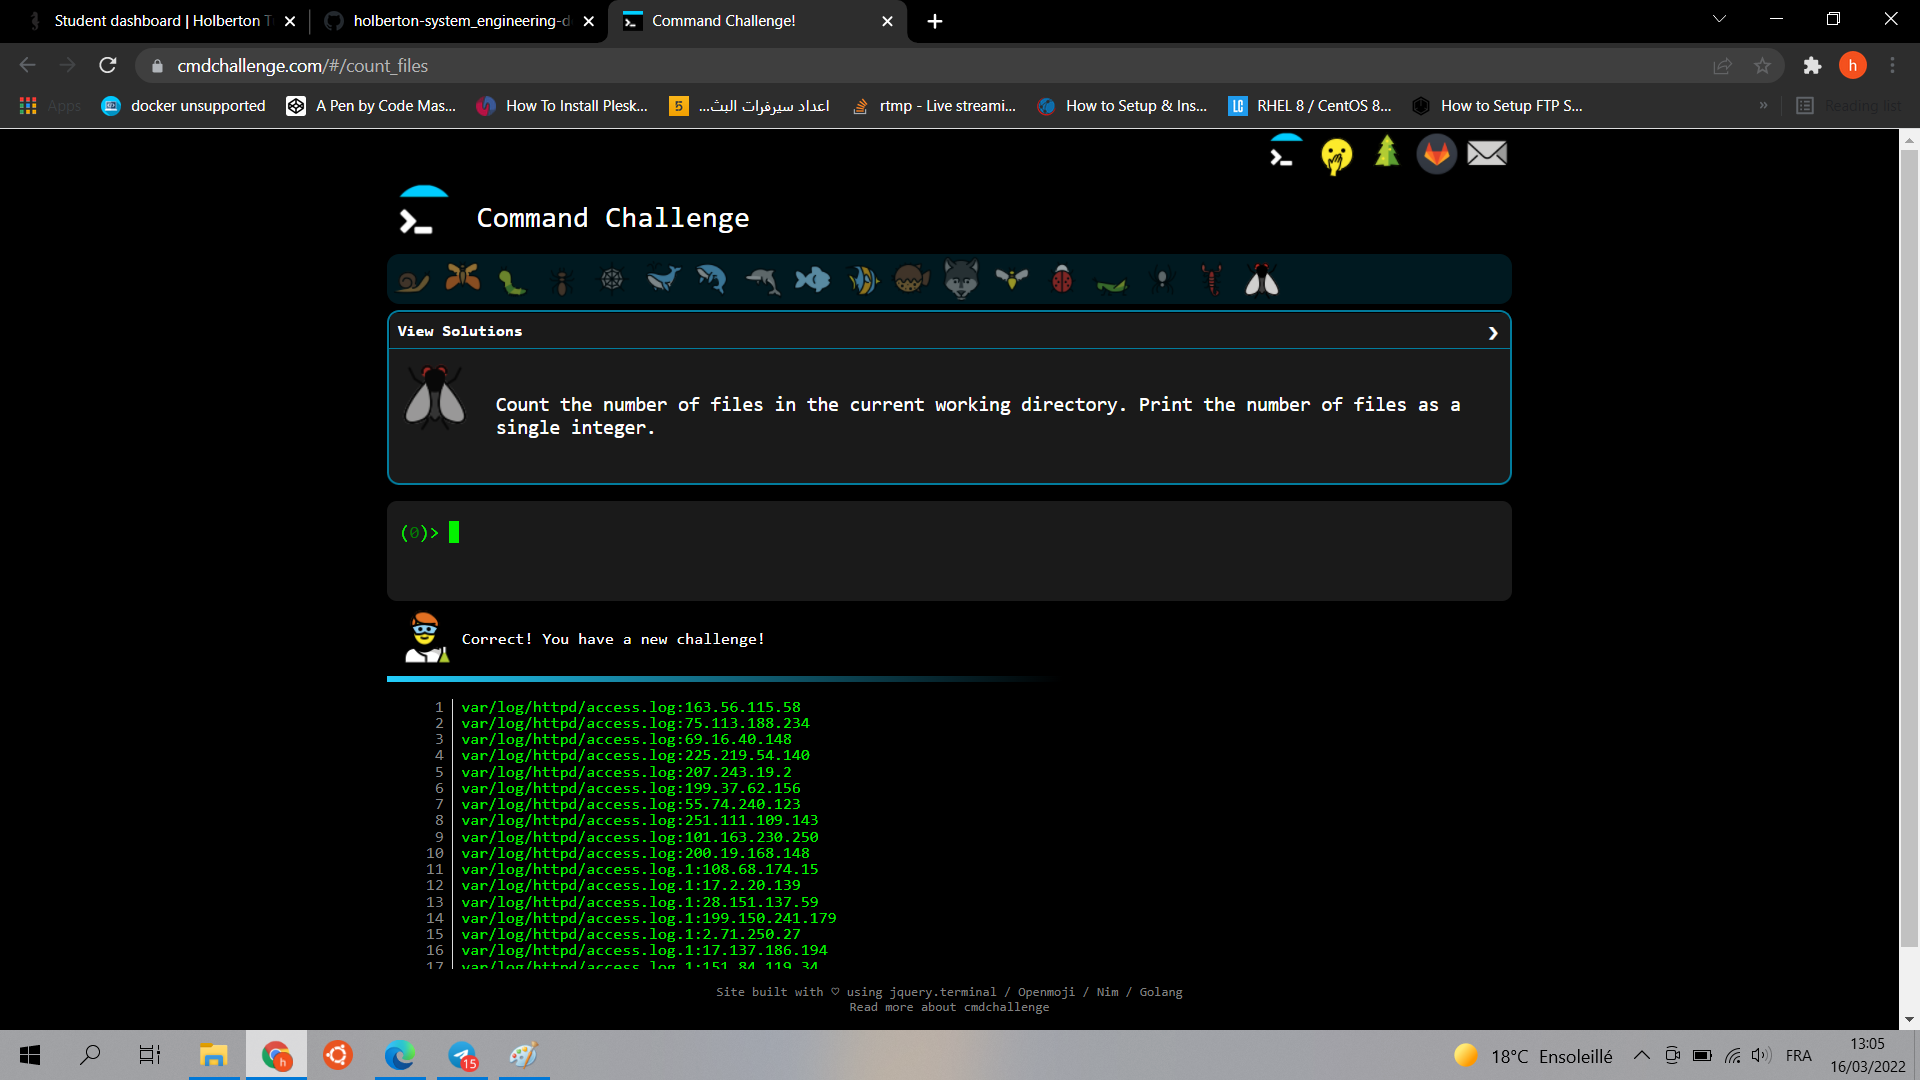 Student dashboard | Holberton T
holberton-system_engineering-d
Command Challenge!
cmdchallenge.com/#/count_files
h
Apps
docker unsupported
A Pen by Code Mas...
How To Install Plesk...
5
اعداد سيرفرات البث...
rtmp - Live streami...
How to Setup & Ins...
LC
RHEL 8 / CentOS 8...
How to Setup FTP S...
»
Reading list
Command Challenge
View Solutions
Count the number of files in the current working directory. Print the number of files as a
single integer.
(0)>
Correct! You have a new challenge!
1 var/log/httpd/access.log:163.56.115.58
2 var/log/httpd/access.log:75.113.188.234
3 var/log/httpd/access.log:69.16.40.148
4 var/log/httpd/access.log:225.219.54.140
5 var/log/httpd/access.log:207.243.19.2
6 var/log/httpd/access.log:199.37.62.156
7 var/log/httpd/access.log:55.74.240.123
8 var/log/httpd/access.log:251.111.109.143
9 var/log/httpd/access.log:101.163.230.250
10 var/log/httpd/access.log:200.19.168.148
11 var/log/httpd/access.log.1:108.68.174.15
12 var/log/httpd/access.log.1:17.2.20.139
13 var/log/httpd/access.log.1:28.151.137.59
14 var/log/httpd/access.log.1:199.150.241.179
15 var/log/httpd/access.log.1:2.71.250.27
16 var/log/httpd/access.log.1:17.137.186.194
17 var/log/httpd/access.log.1:151.84.119.34
Site built with ♡ using jquery.terminal / Openmoji / Nim / Golang
Read more about cmdchallenge
h
15
18°C Ensoleillé
FRA
13:05
16/03/2022